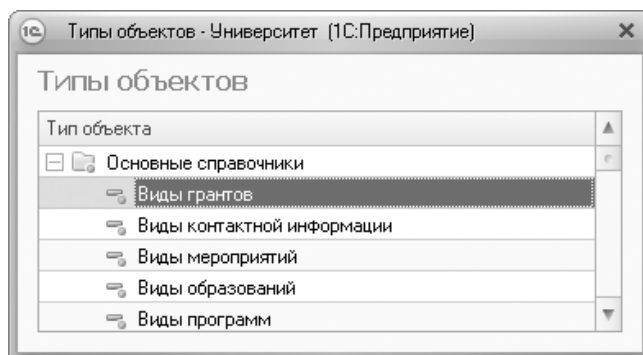 1С Типы объектов - Университет (1С:Предприятие)
Типы объектов
Тип объекта
Основные справочники
Виды грантов
Виды контактной информации
Виды мероприятий
Виды образований
Виды программ